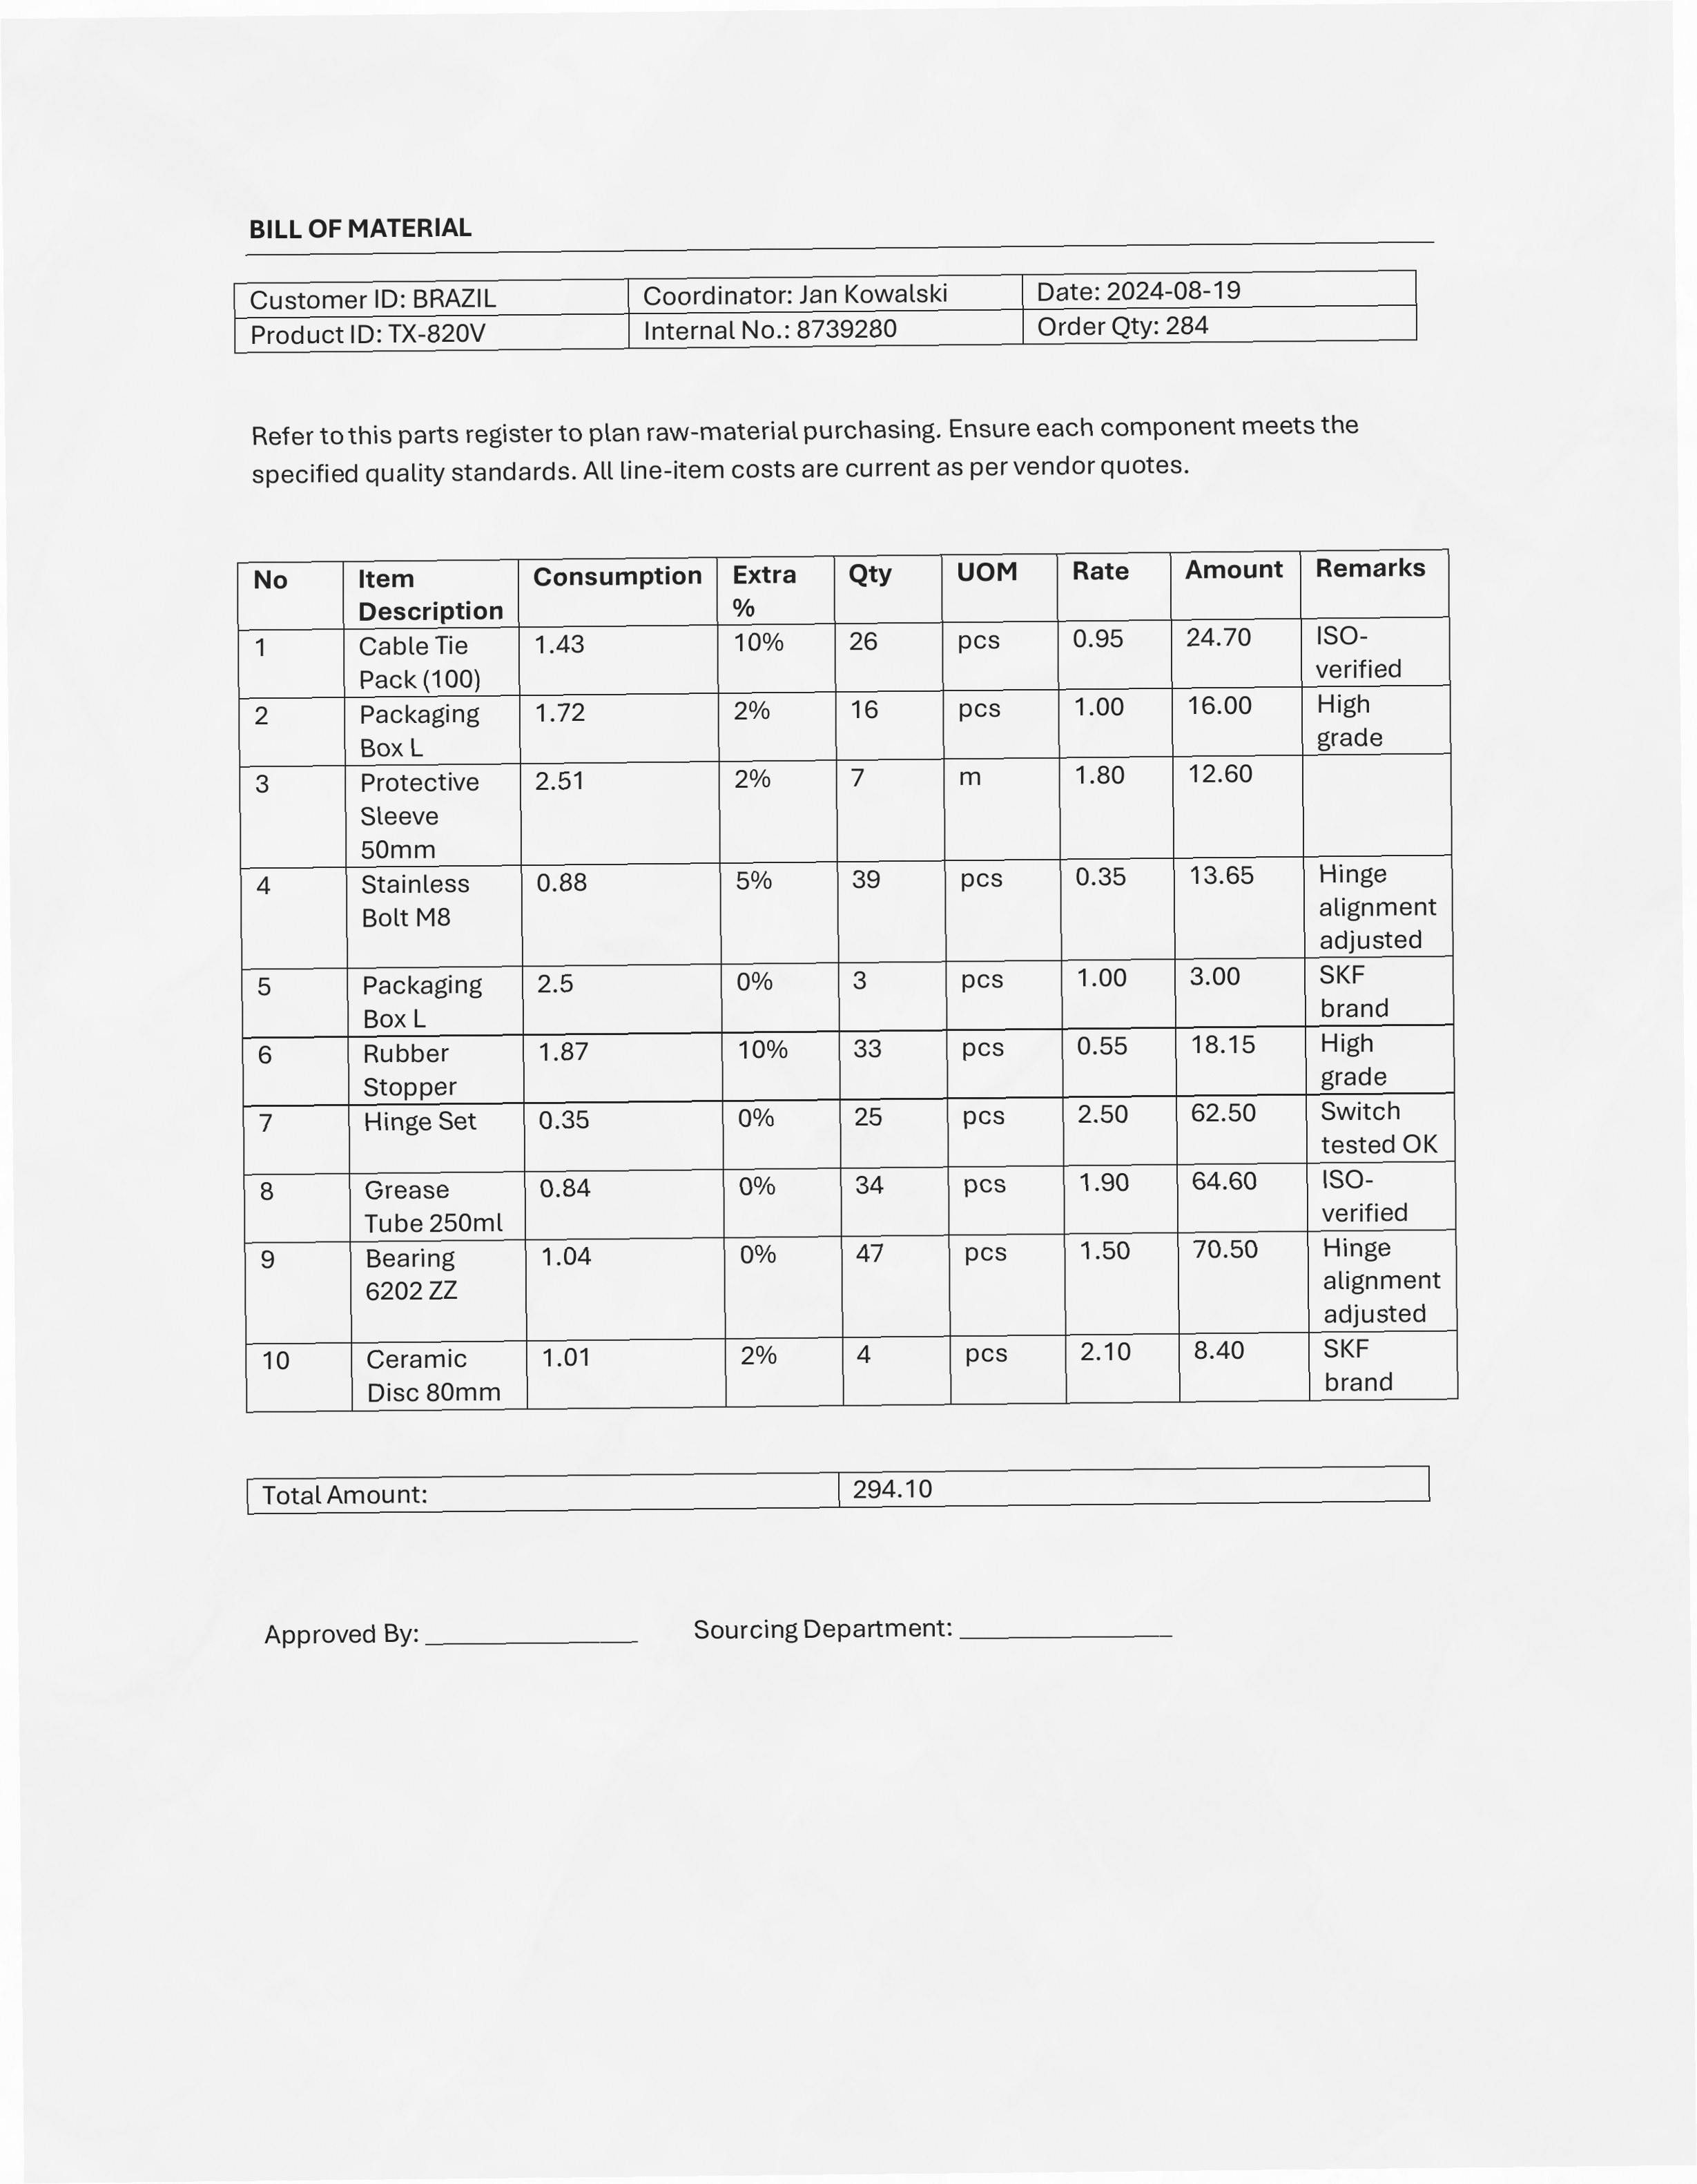 BILL OF MATERIAL
Customer ID: BRAZIL Coordinator: Jan Kowalski Date: 2024-08-19
Product ID: TX-820V Internal No.: 8739280 Order Qty: 284
Refer to this parts register to plan raw-material purchasing. Ensure each component meets the
specified quality standards. All line-item costs are current as per vendor quotes.
No Item Consumption Extra Qty UOM Rate Amount Remarks
Description %
1 Cable Tie 1.43 10% 26 pcs 0.95 24.70 ISO-
Pack (100) verified
2 Packaging 1.72 2% 16 pcs 1.00 16.00 High
Box L grade
3 Protective 2.51 2% 7 m 1.80 12.60
Sleeve
50mm
4 Stainless 0.88 5% 39 pcs 0.35 13.65 Hinge
Bolt M8 alignment
adjusted
5 Packaging 2.5 0% 3 pcs 1.00 3.00 SKF
Box L brand
6 Rubber 1.87 10% 33 pcs 0.55 18.15 High
Stopper grade
7 Hinge Set 0.35 0% 25 pcs 2.50 62.50 Switch
tested OK
8 Grease 0.84 0% 34 pcs 1.90 64.60 ISO-
Tube 250ml verified
9 Bearing 1.04 0% 47 pcs 1.50 70.50 Hinge
6202 ZZ alignment
adjusted
10 Ceramic 1.01 2% 4 pcs 2.10 8.40 SKF
Disc 80mm brand
Total Amount: 294.10
Approved By: _______________ Sourcing Department: _______________